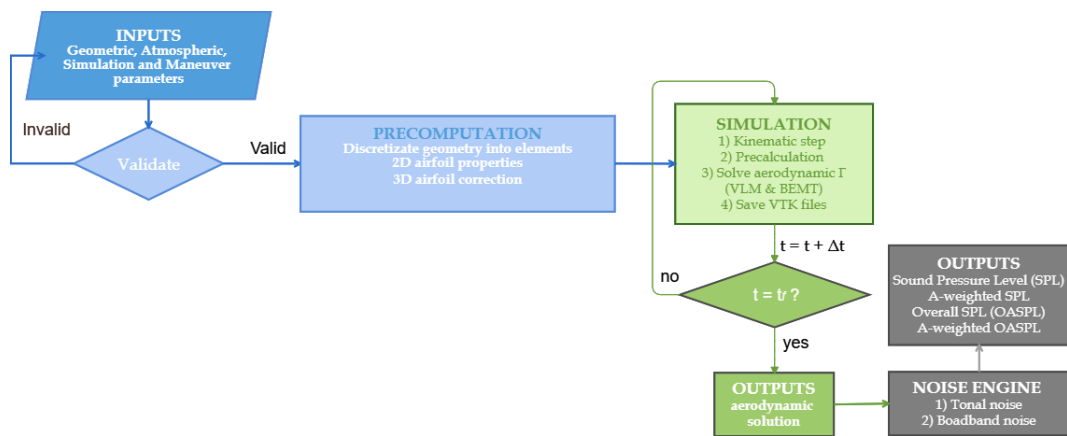 INPUTS
Geometric, Atmospheric,
Simulation and Maneuver
parameters
Invalid
Validate
Valid
PRECOMPUTATION
Discretizate geometry into elements
2D airfoil properties
3D airfoil correction
SIMULATION
1) Kinematic step
2) Precalculation
3) Solve aerodynamic Γ
(VLM & BEMT)
4) Save VTK files
t = t + Δt
no
t = tf ?
yes
OUTPUTS
aerodynamic
solution
NOISE ENGINE
1) Tonal noise
2) Boadband noise
OUTPUTS
Sound Pressure Level (SPL)
A-weighted SPL
Overall SPL (OASPL)
A-weighted OASPL